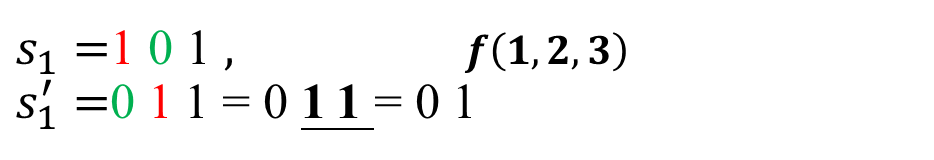 s₁ =1 0 1 , f(1,2,3)
s₁′ =0 1 1 = 0 1 1 = 0 1